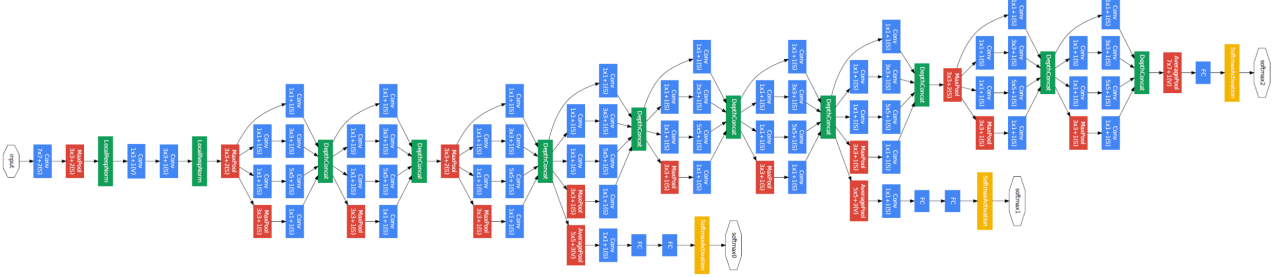 input
Conv
7x7+2(S)
MaxPool
3x3+2(S)
LocalRespNorm
Conv
1x1+1(V)
Conv
3x3+1(S)
LocalRespNorm
MaxPool
3x3+2(S)
Conv
1x1+1(S)
Conv
1x1+1(S)
MaxPool
3x3+1(S)
Conv
1x1+1(S)
Conv
3x3+1(S)
Conv
5x5+1(S)
Conv
1x1+1(S)
DepthConcat
Conv
1x1+1(S)
Conv
1x1+1(S)
MaxPool
3x3+1(S)
Conv
1x1+1(S)
Conv
3x3+1(S)
Conv
5x5+1(S)
Conv
1x1+1(S)
DepthConcat
MaxPool
3x3+2(S)
Conv
1x1+1(S)
Conv
1x1+1(S)
MaxPool
3x3+1(S)
Conv
1x1+1(S)
Conv
3x3+1(S)
Conv
5x5+1(S)
Conv
1x1+1(S)
DepthConcat
Conv
1x1+1(S)
Conv
1x1+1(S)
MaxPool
3x3+1(S)
AveragePool
5x5+3(V)
Conv
1x1+1(S)
Conv
3x3+1(S)
Conv
5x5+1(S)
Conv
1x1+1(S)
Conv
1x1+1(S)
FC
FC
SoftmaxActivation
softmax0
DepthConcat
Conv
1x1+1(S)
Conv
1x1+1(S)
MaxPool
3x3+1(S)
Conv
1x1+1(S)
Conv
3x3+1(S)
Conv
5x5+1(S)
Conv
1x1+1(S)
DepthConcat
Conv
1x1+1(S)
Conv
1x1+1(S)
MaxPool
3x3+1(S)
Conv
1x1+1(S)
Conv
3x3+1(S)
Conv
5x5+1(S)
Conv
1x1+1(S)
DepthConcat
Conv
1x1+1(S)
Conv
1x1+1(S)
MaxPool
3x3+1(S)
AveragePool
5x5+3(V)
Conv
1x1+1(S)
Conv
3x3+1(S)
Conv
5x5+1(S)
Conv
1x1+1(S)
Conv
1x1+1(S)
FC
FC
SoftmaxActivation
softmax1
DepthConcat
MaxPool
3x3+2(S)
Conv
1x1+1(S)
Conv
1x1+1(S)
MaxPool
3x3+1(S)
Conv
1x1+1(S)
Conv
3x3+1(S)
Conv
5x5+1(S)
Conv
1x1+1(S)
DepthConcat
Conv
1x1+1(S)
Conv
1x1+1(S)
MaxPool
3x3+1(S)
Conv
1x1+1(S)
Conv
3x3+1(S)
Conv
5x5+1(S)
Conv
1x1+1(S)
DepthConcat
AveragePool
7x7+1(V)
FC
SoftmaxActivation
softmax2